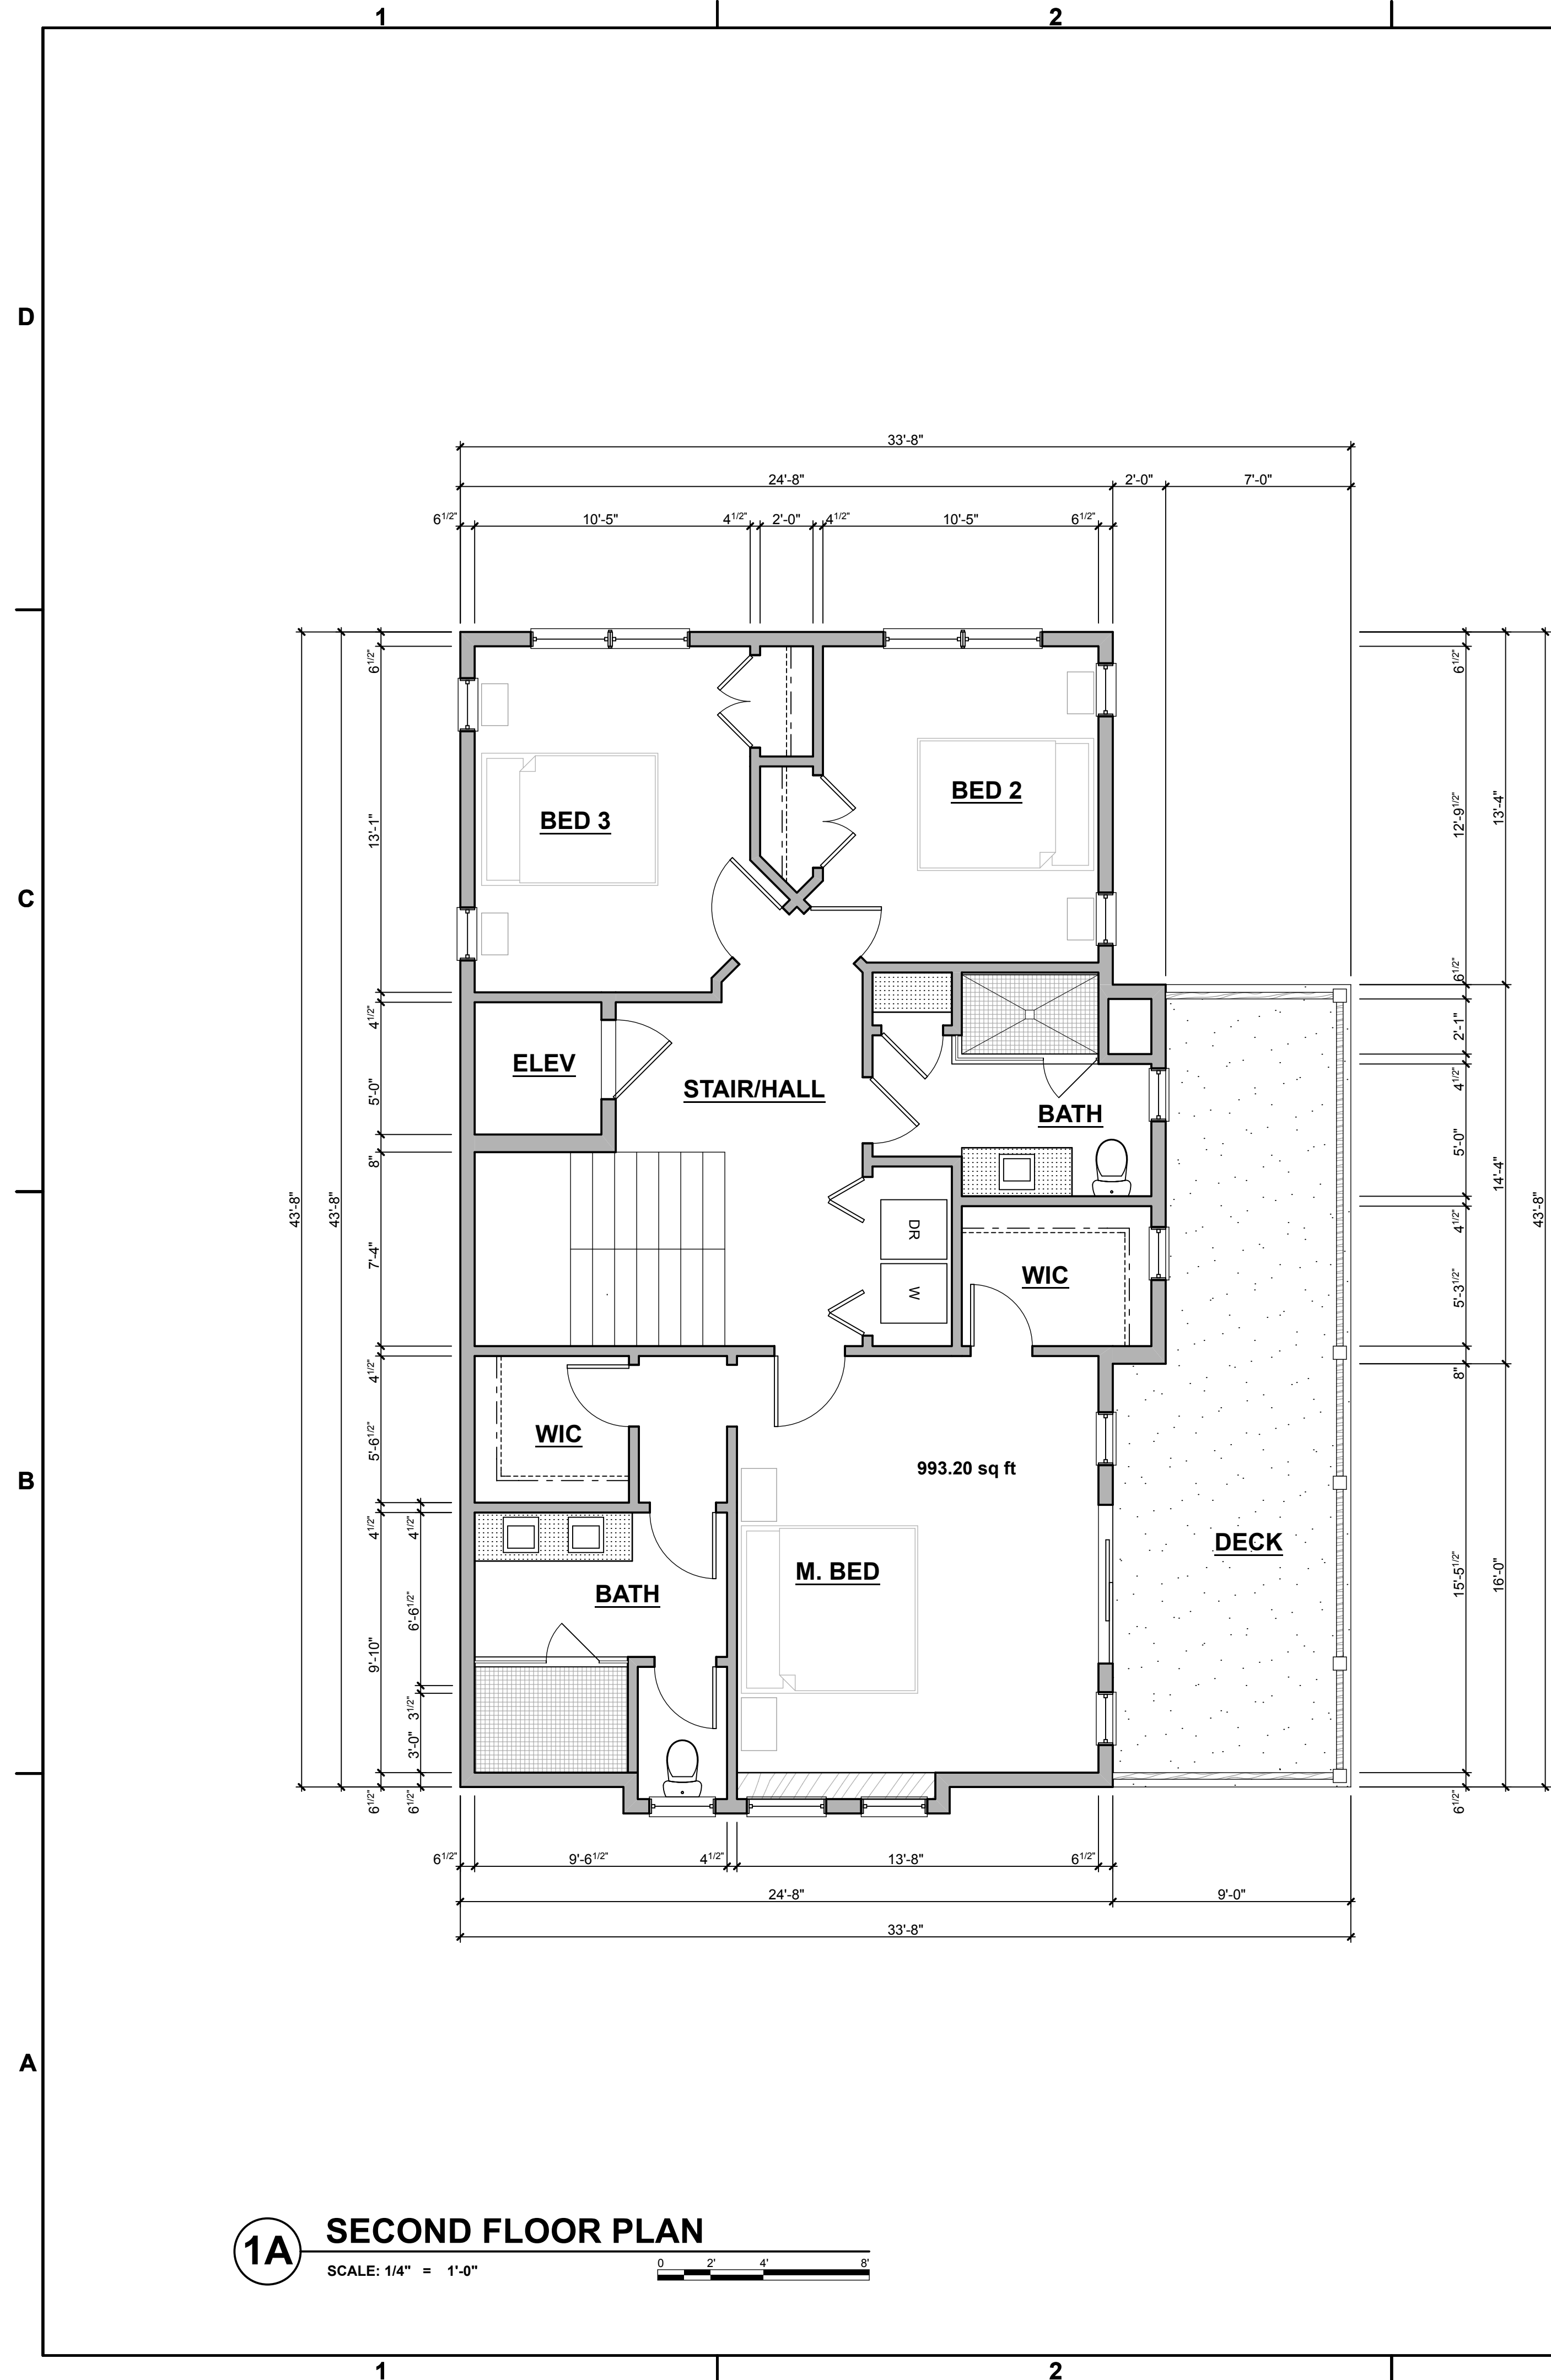 1 2
D
33'-8"
24'-8" 2'-0" 7'-0"
6 1/2" 10'-5" 4 1/2" 2'-0" 4 1/2" 10'-5" 6 1/2"
6 1/2" 6 1/2"
BED 2
BED 3
13'-1" 12'-9 1/2" 13'-4"
C
6 1/2"
4 1/2" 2'-1"
ELEV
STAIR/HALL
5'-0" 4 1/2"
BATH
8" 5'-0"
43'-8" 43'-8" 14'-4" 43'-8"
DR
4 1/2"
7'-4"
WIC
W
5'-3 1/2"
4 1/2" 8"
WIC
5'-6 1/2"
993.20 sq ft
B
4 1/2" 4 1/2"
DECK
M. BED
15'-5 1/2" 16'-0"
BATH
6'-6 1/2"
9'-10"
3 1/2"
3'-0"
6 1/2" 6 1/2" 6 1/2"
6 1/2" 9'-6 1/2" 4 1/2" 13'-8" 6 1/2"
24'-8" 9'-0"
33'-8"
A
1A
SECOND FLOOR PLAN
SCALE: 1/4" = 1'-0"
0 2' 4' 8'
1 2